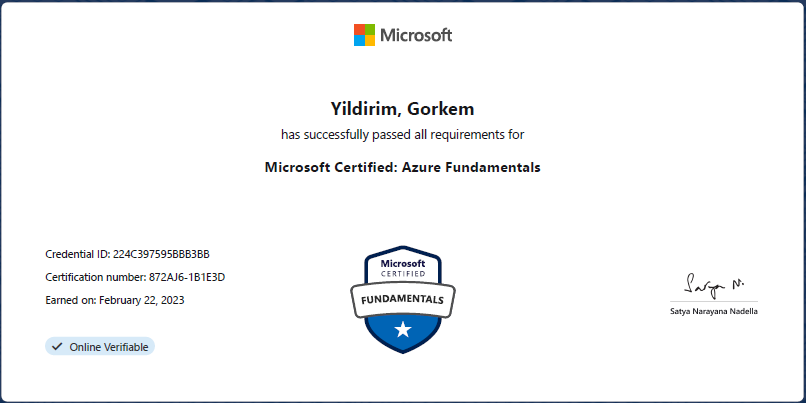 Microsoft
Yildirim, Gorkem
has successfully passed all requirements for
Microsoft Certified: Azure Fundamentals
Credential ID: 224C397595BBB3BB
Certification number: 872AJ6-1B1E3D
Earned on: February 22, 2023
Online Verifiable
Microsoft
CERTIFIED
FUNDAMENTALS
Satya N.
Satya Narayana Nadella